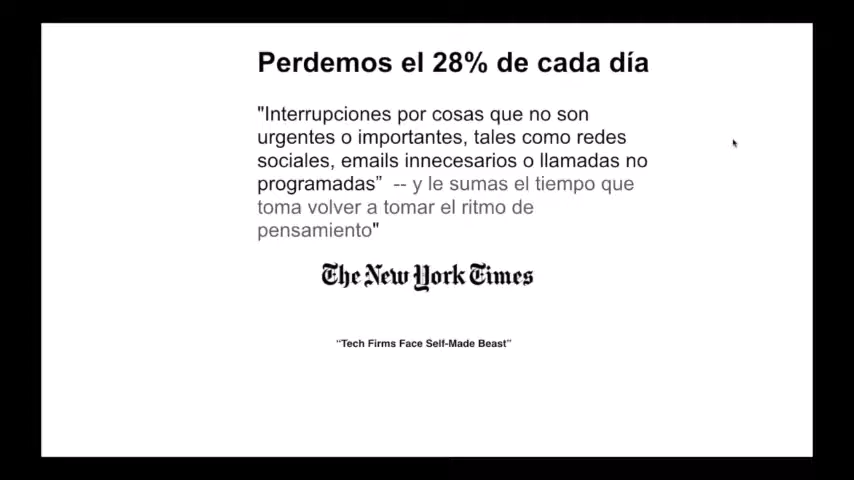 Perdemos el 28% de cada día
"Interrupciones por cosas que no son
urgentes o importantes, tales como redes
sociales, emails innecesarios o llamadas no
programadas” -- y le sumas el tiempo que
toma volver a tomar el ritmo de
pensamiento"
The New York Times
“Tech Firms Face Self-Made Beast”